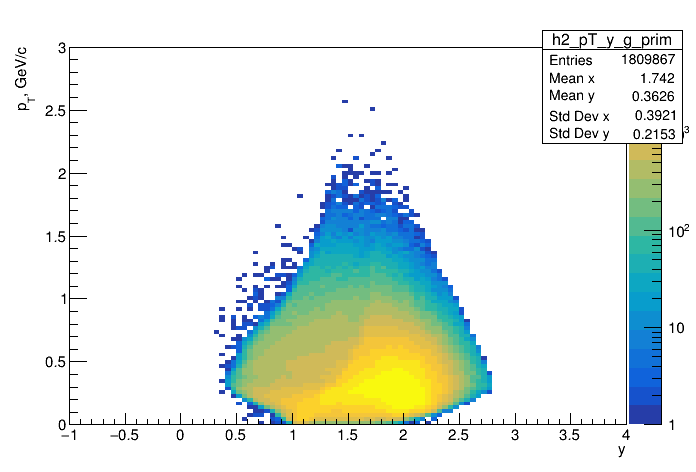 h2_pT_y_g_prim
Entries 1809867
Mean x 1.742
Mean y 0.3626
Std Dev x 0.3921
Std Dev y 0.2153
p_T, GeV/c
3
2.5
2
1.5
1
0.5
0
−1 −0.5 0 0.5 1 1.5 2 2.5 3 3.5 4
y
3
10²
10
1